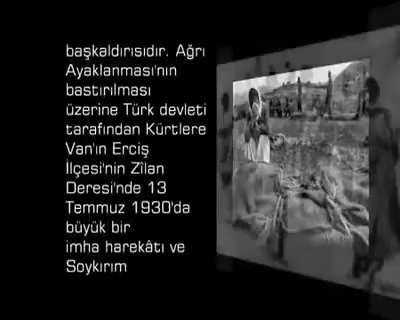 başkaldırısıdır. Ağrı
Ayaklanması'nın
bastırılması
üzerine Türk devleti
tarafından Kürtlere
Van'ın Erciş
İlçesi'nin Zîlan
Deresi'nde 13
Temmuz 1930'da
büyük bir
imha harekâtı ve
Soykırım